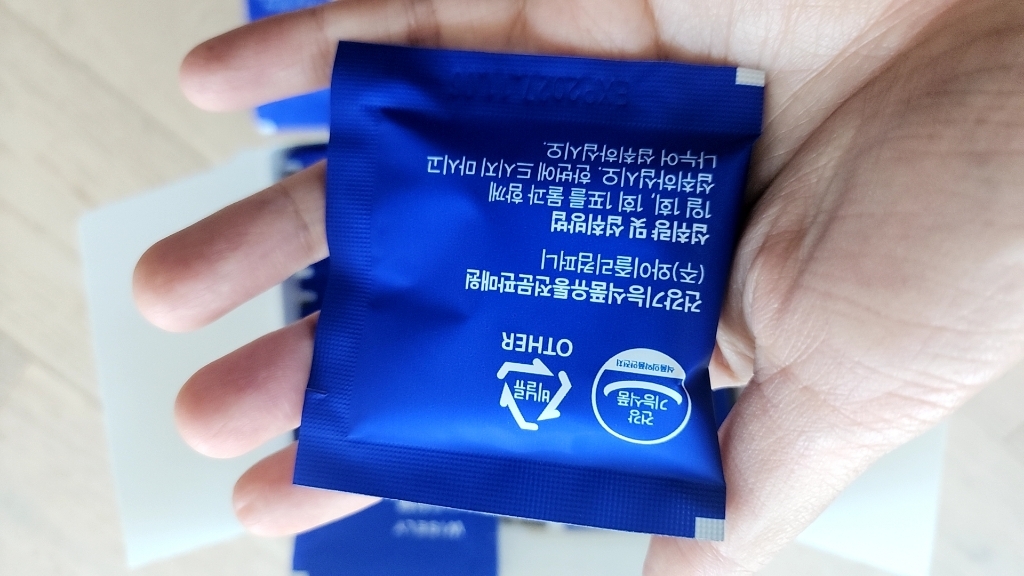 건강
기능식품
식품의약품안전처
비닐류
OTHER
건강기능식품유통전문판매원
(주)와이즐리컴퍼니
섭취량 및 섭취방법
1일 1회, 1회 1포를 물과 함께
섭취하십시오. 한번에 드시지 마시고
나누어 섭취하십시오.
WISELY